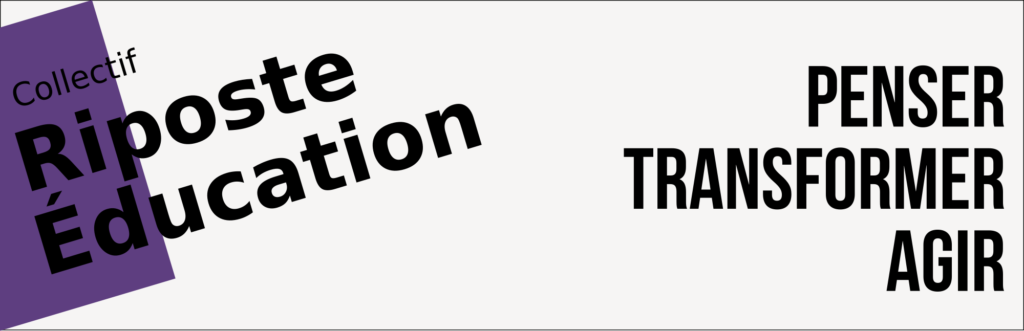 Collectif
Riposte
Éducation
PENSER
TRANSFORMER
AGIR